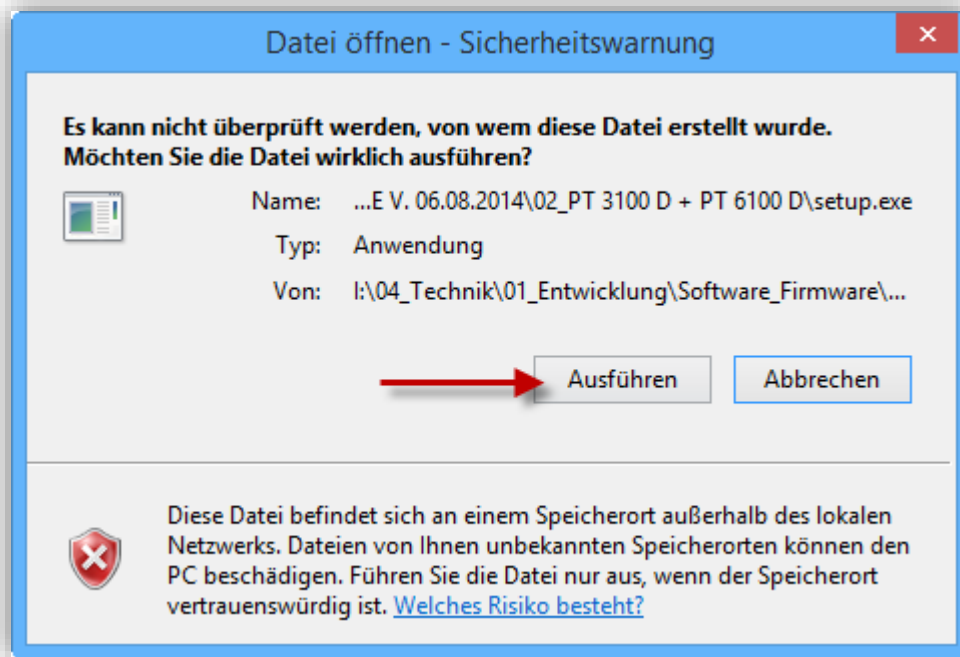 Datei öffnen - Sicherheitswarnung
Es kann nicht überprüft werden, von wem diese Datei erstellt wurde.
Möchten Sie die Datei wirklich ausführen?
Name: ...E V. 06.08.2014\02_PT 3100 D + PT 6100 D\setup.exe
Typ: Anwendung
Von: I:\04_Technik\01_Entwicklung\Software_Firmware\...
Ausführen Abbrechen
Diese Datei befindet sich an einem Speicherort außerhalb des lokalen
Netzwerks. Dateien von Ihnen unbekannten Speicherorten können den
PC beschädigen. Führen Sie die Datei nur aus, wenn der Speicherort
vertrauenswürdig ist. Welches Risiko besteht?